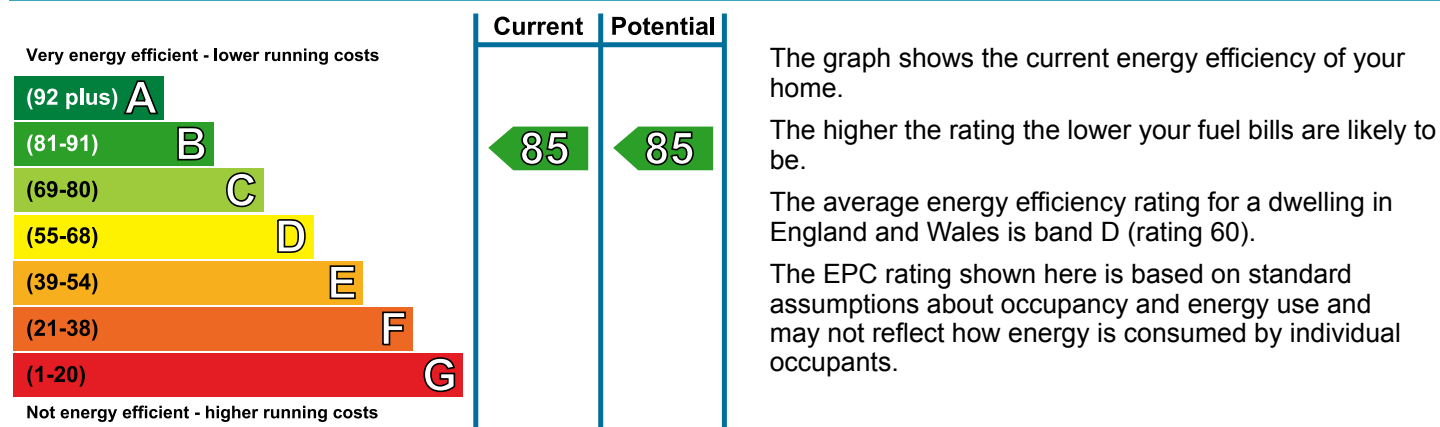 Current Potential
Very energy efficient - lower running costs
(92 plus) A
(81-91) B
85 85
(69-80) C
(55-68) D
(39-54) E
(21-38) F
(1-20) G
Not energy efficient - higher running costs
The graph shows the current energy efficiency of your
home.
The higher the rating the lower your fuel bills are likely to
be.
The average energy efficiency rating for a dwelling in
England and Wales is band D (rating 60).
The EPC rating shown here is based on standard
assumptions about occupancy and energy use and
may not reflect how energy is consumed by individual
occupants.